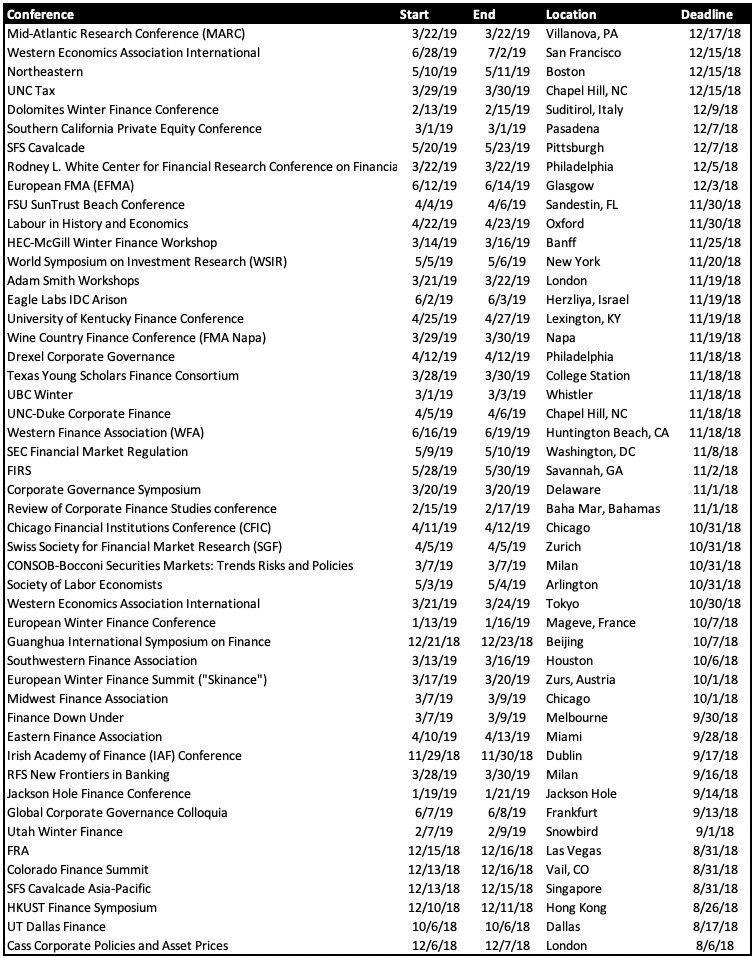 Conference Start End Location Deadline
Mid-Atlantic Research Conference (MARC) 3/22/19 3/22/19 Villanova, PA 12/17/18
Western Economics Association International 6/28/19 7/2/19 San Francisco 12/15/18
Northeastern 5/10/19 5/11/19 Boston 12/15/18
UNC Tax 3/29/19 3/30/19 Chapel Hill, NC 12/15/18
Dolomites Winter Finance Conference 2/13/19 2/15/19 Suditirol, Italy 12/9/18
Southern California Private Equity Conference 3/1/19 3/1/19 Pasadena 12/7/18
SFS Cavalcade 5/20/19 5/23/19 Pittsburgh 12/7/18
Rodney L. White Center for Financial Research Conference on Financia 3/22/19 3/22/19 Philadelphia 12/5/18
European FMA (EFMA) 6/12/19 6/14/19 Glasgow 12/3/18
FSU SunTrust Beach Conference 4/4/19 4/6/19 Sandestin, FL 11/30/18
Labour in History and Economics 4/22/19 4/23/19 Oxford 11/30/18
HEC-McGill Winter Finance Workshop 3/14/19 3/16/19 Banff 11/25/18
World Symposium on Investment Research (WSIR) 5/5/19 5/6/19 New York 11/20/18
Adam Smith Workshops 3/21/19 3/22/19 London 11/19/18
Eagle Labs IDC Arison 6/2/19 6/3/19 Herzliya, Israel 11/19/18
University of Kentucky Finance Conference 4/25/19 4/27/19 Lexington, KY 11/19/18
Wine Country Finance Conference (FMA Napa) 3/29/19 3/30/19 Napa 11/19/18
Drexel Corporate Governance 4/12/19 4/12/19 Philadelphia 11/18/18
Texas Young Scholars Finance Consortium 3/28/19 3/30/19 College Station 11/18/18
UBC Winter 3/1/19 3/3/19 Whistler 11/18/18
UNC-Duke Corporate Finance 4/5/19 4/6/19 Chapel Hill, NC 11/18/18
Western Finance Association (WFA) 6/16/19 6/19/19 Huntington Beach, CA 11/18/18
SEC Financial Market Regulation 5/9/19 5/10/19 Washington, DC 11/8/18
FIRS 5/28/19 5/30/19 Savannah, GA 11/2/18
Corporate Governance Symposium 3/20/19 3/20/19 Delaware 11/1/18
Review of Corporate Finance Studies conference 2/15/19 2/17/19 Baha Mar, Bahamas 11/1/18
Chicago Financial Institutions Conference (CFIC) 4/11/19 4/12/19 Chicago 10/31/18
Swiss Society for Financial Market Research (SGF) 4/5/19 4/5/19 Zurich 10/31/18
CONSOB-Bocconi Securities Markets: Trends Risks and Policies 3/7/19 3/7/19 Milan 10/31/18
Society of Labor Economists 5/3/19 5/4/19 Arlington 10/31/18
Western Economics Association International 3/21/19 3/24/19 Tokyo 10/30/18
European Winter Finance Conference 1/13/19 1/16/19 Mageve, France 10/7/18
Guanghua International Symposium on Finance 12/21/18 12/23/18 Beijing 10/7/18
Southwestern Finance Association 3/13/19 3/16/19 Houston 10/6/18
European Winter Finance Summit ("Skinance") 3/17/19 3/20/19 Zurs, Austria 10/1/18
Midwest Finance Association 3/7/19 3/9/19 Chicago 10/1/18
Finance Down Under 3/7/19 3/9/19 Melbourne 9/30/18
Eastern Finance Association 4/10/19 4/13/19 Miami 9/28/18
Irish Academy of Finance (IAF) Conference 11/29/18 11/30/18 Dublin 9/17/18
RFS New Frontiers in Banking 3/28/19 3/30/19 Milan 9/16/18
Jackson Hole Finance Conference 1/19/19 1/21/19 Jackson Hole 9/14/18
Global Corporate Governance Colloquia 6/7/19 6/8/19 Frankfurt 9/13/18
Utah Winter Finance 2/7/19 2/9/19 Snowbird 9/1/18
FRA 12/15/18 12/16/18 Las Vegas 8/31/18
Colorado Finance Summit 12/13/18 12/16/18 Vail, CO 8/31/18
SFS Cavalcade Asia-Pacific 12/13/18 12/15/18 Singapore 8/31/18
HKUST Finance Symposium 12/10/18 12/11/18 Hong Kong 8/26/18
UT Dallas Finance 10/6/18 10/6/18 Dallas 8/17/18
Cass Corporate Policies and Asset Prices 12/6/18 12/7/18 London 8/6/18